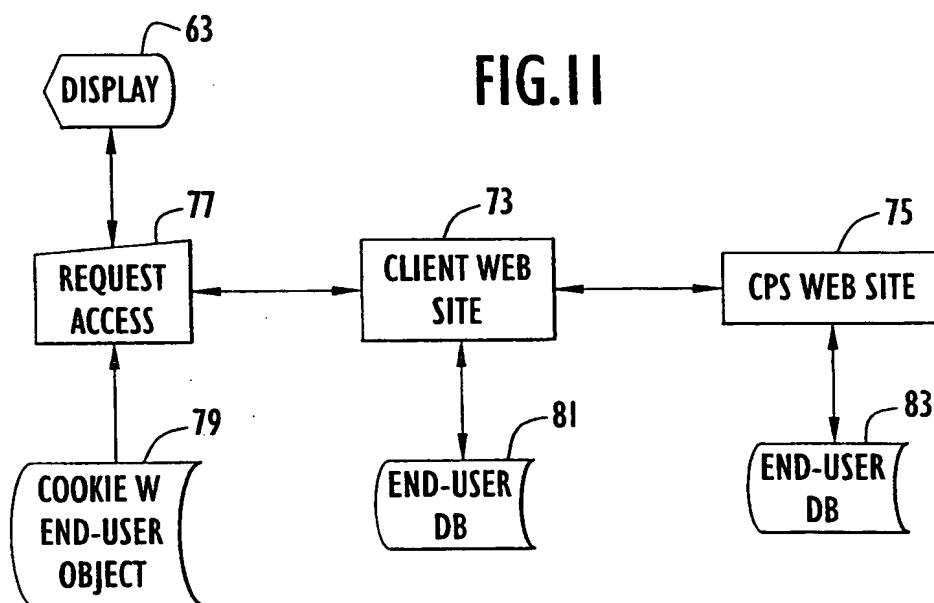 63
DISPLAY
FIG.11
77
REQUEST
ACCESS
73
CLIENT WEB
SITE
75
CPS WEB SITE
79
COOKIE W
END-USER
OBJECT
81
END-USER
DB
83
END-USER
DB